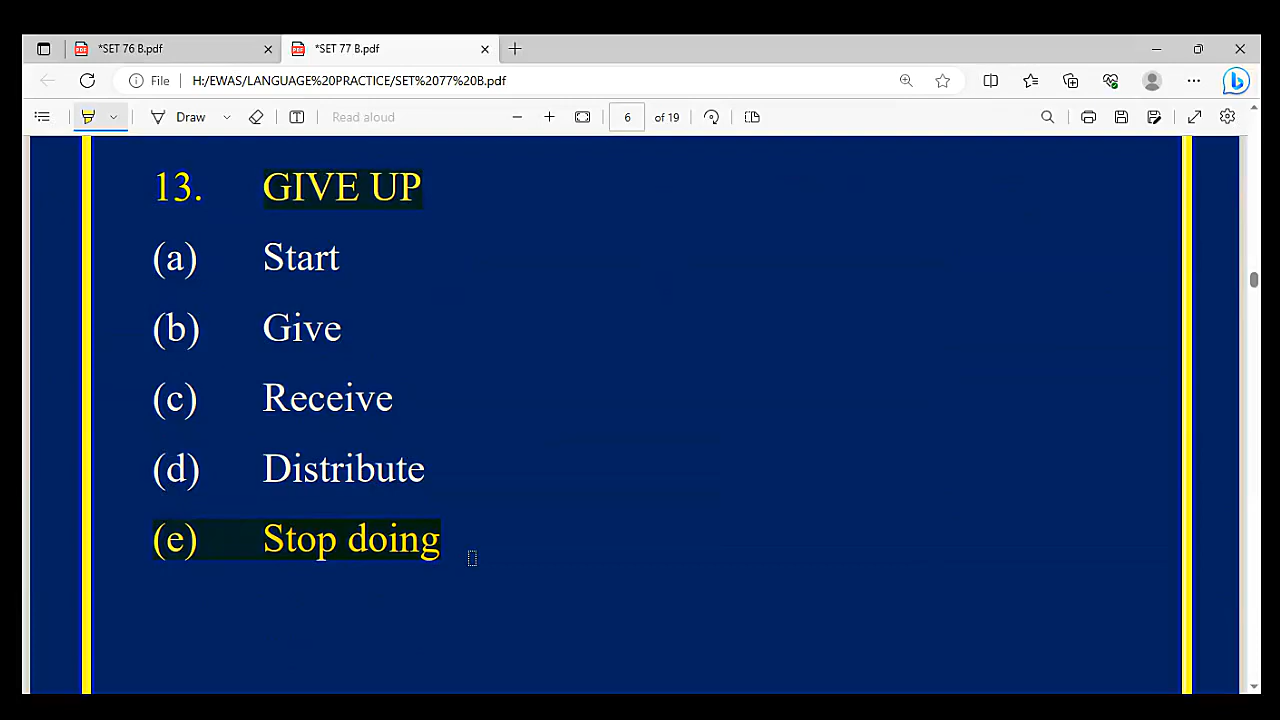 *SET 76 B.pdf
*SET 77 B.pdf
File
H:/EWAS/LANGUAGE%20PRACTICE/SET%2077%20B.pdf
Draw
Read aloud
6
of 19
13. GIVE UP
(a) Start
(b) Give
(c) Receive
(d) Distribute
(e) Stop doing